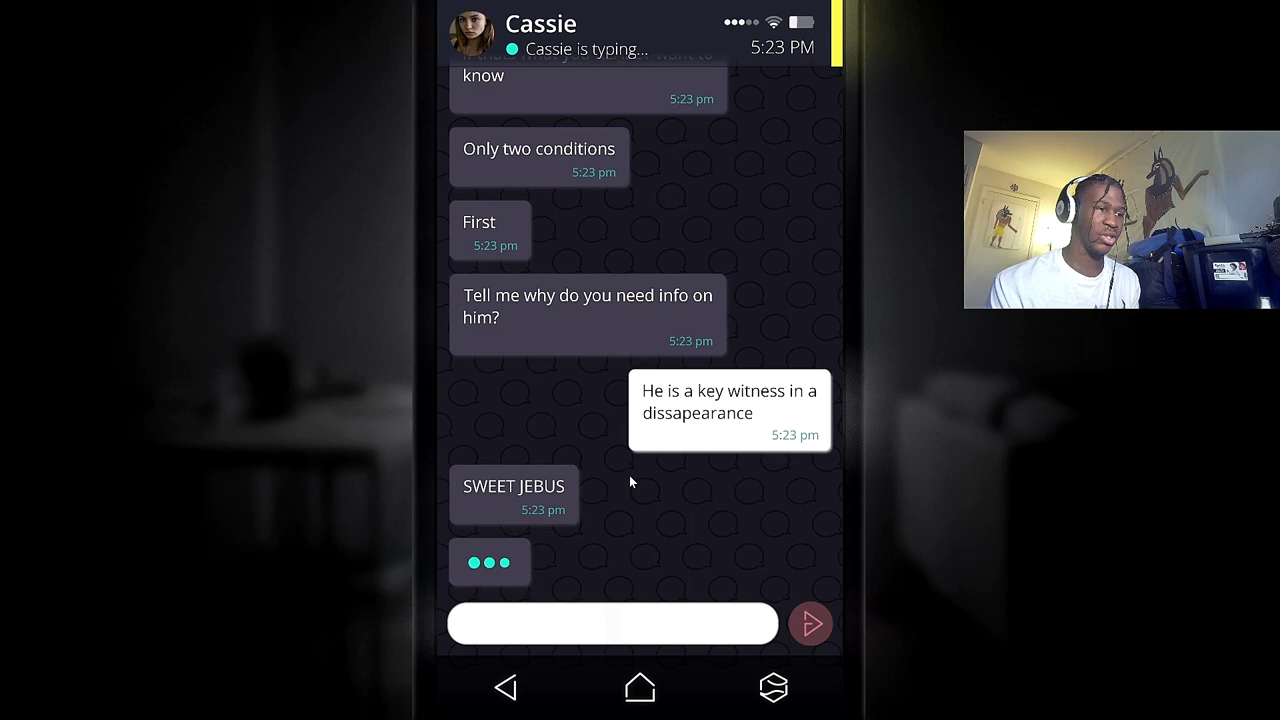 Cassie
Cassie is typing...
5:23 PM
know
5:23 pm
Only two conditions
5:23 pm
First
5:23 pm
Tell me why do you need info on
him?
5:23 pm
He is a key witness in a
dissapearance
5:23 pm
SWEET JEBUS
5:23 pm